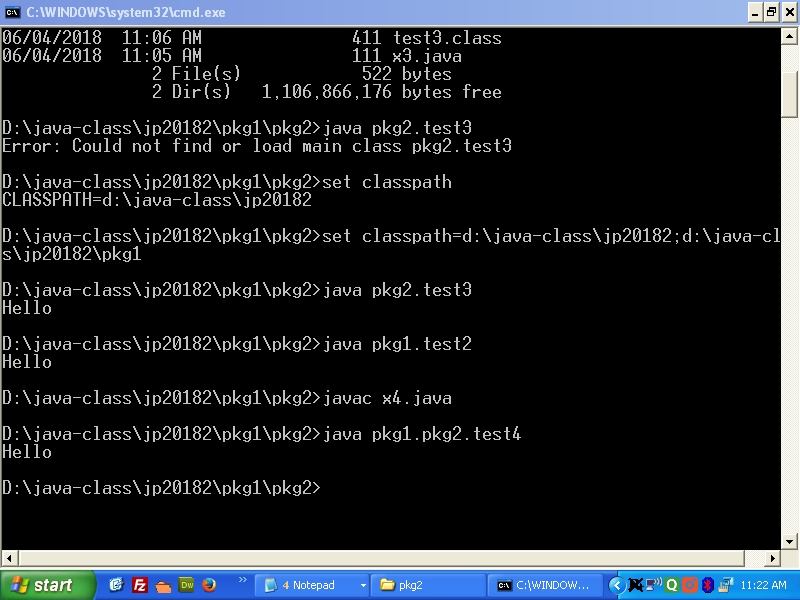 C:\WINDOWS\system32\cmd.exe
06/04/2018  11:06 AM               411 test3.class
06/04/2018  11:05 AM               111 x3.java
               2 File(s)            522 bytes
               2 Dir(s)   1,106,866,176 bytes free
D:\java-class\jp20182\pkg1\pkg2>java pkg2.test3
Error: Could not find or load main class pkg2.test3
D:\java-class\jp20182\pkg1\pkg2>set classpath
CLASSPATH=d:\java-class\jp20182
D:\java-class\jp20182\pkg1\pkg2>set classpath=d:\java-class\jp20182;d:\java-cl
s\jp20182\pkg1
D:\java-class\jp20182\pkg1\pkg2>java pkg2.test3
Hello
D:\java-class\jp20182\pkg1\pkg2>java pkg1.test2
Hello
D:\java-class\jp20182\pkg1\pkg2>javac x4.java
D:\java-class\jp20182\pkg1\pkg2>java pkg1.pkg2.test4
Hello
D:\java-class\jp20182\pkg1\pkg2>
start Fz Dw » 4 Notepad pkg2 C:\WINDOW... 11:22 AM